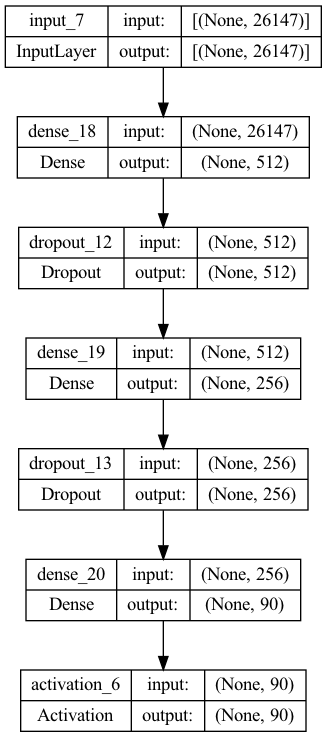 input_7 input: [(None, 26147)]
InputLayer output: [(None, 26147)]
dense_18 input: (None, 26147)
Dense output: (None, 512)
dropout_12 input: (None, 512)
Dropout output: (None, 512)
dense_19 input: (None, 512)
Dense output: (None, 256)
dropout_13 input: (None, 256)
Dropout output: (None, 256)
dense_20 input: (None, 256)
Dense output: (None, 90)
activation_6 input: (None, 90)
Activation output: (None, 90)